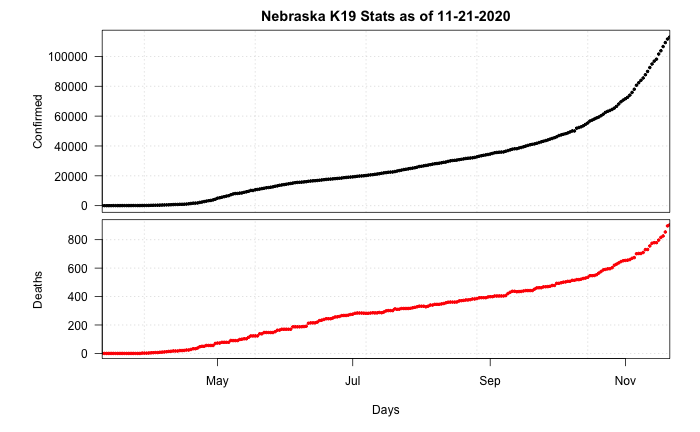 Nebraska K19 Stats as of 11-21-2020
Confirmed
100000
80000
60000
40000
20000
0
Deaths
800
600
400
200
0
May Jul Sep Nov
Days